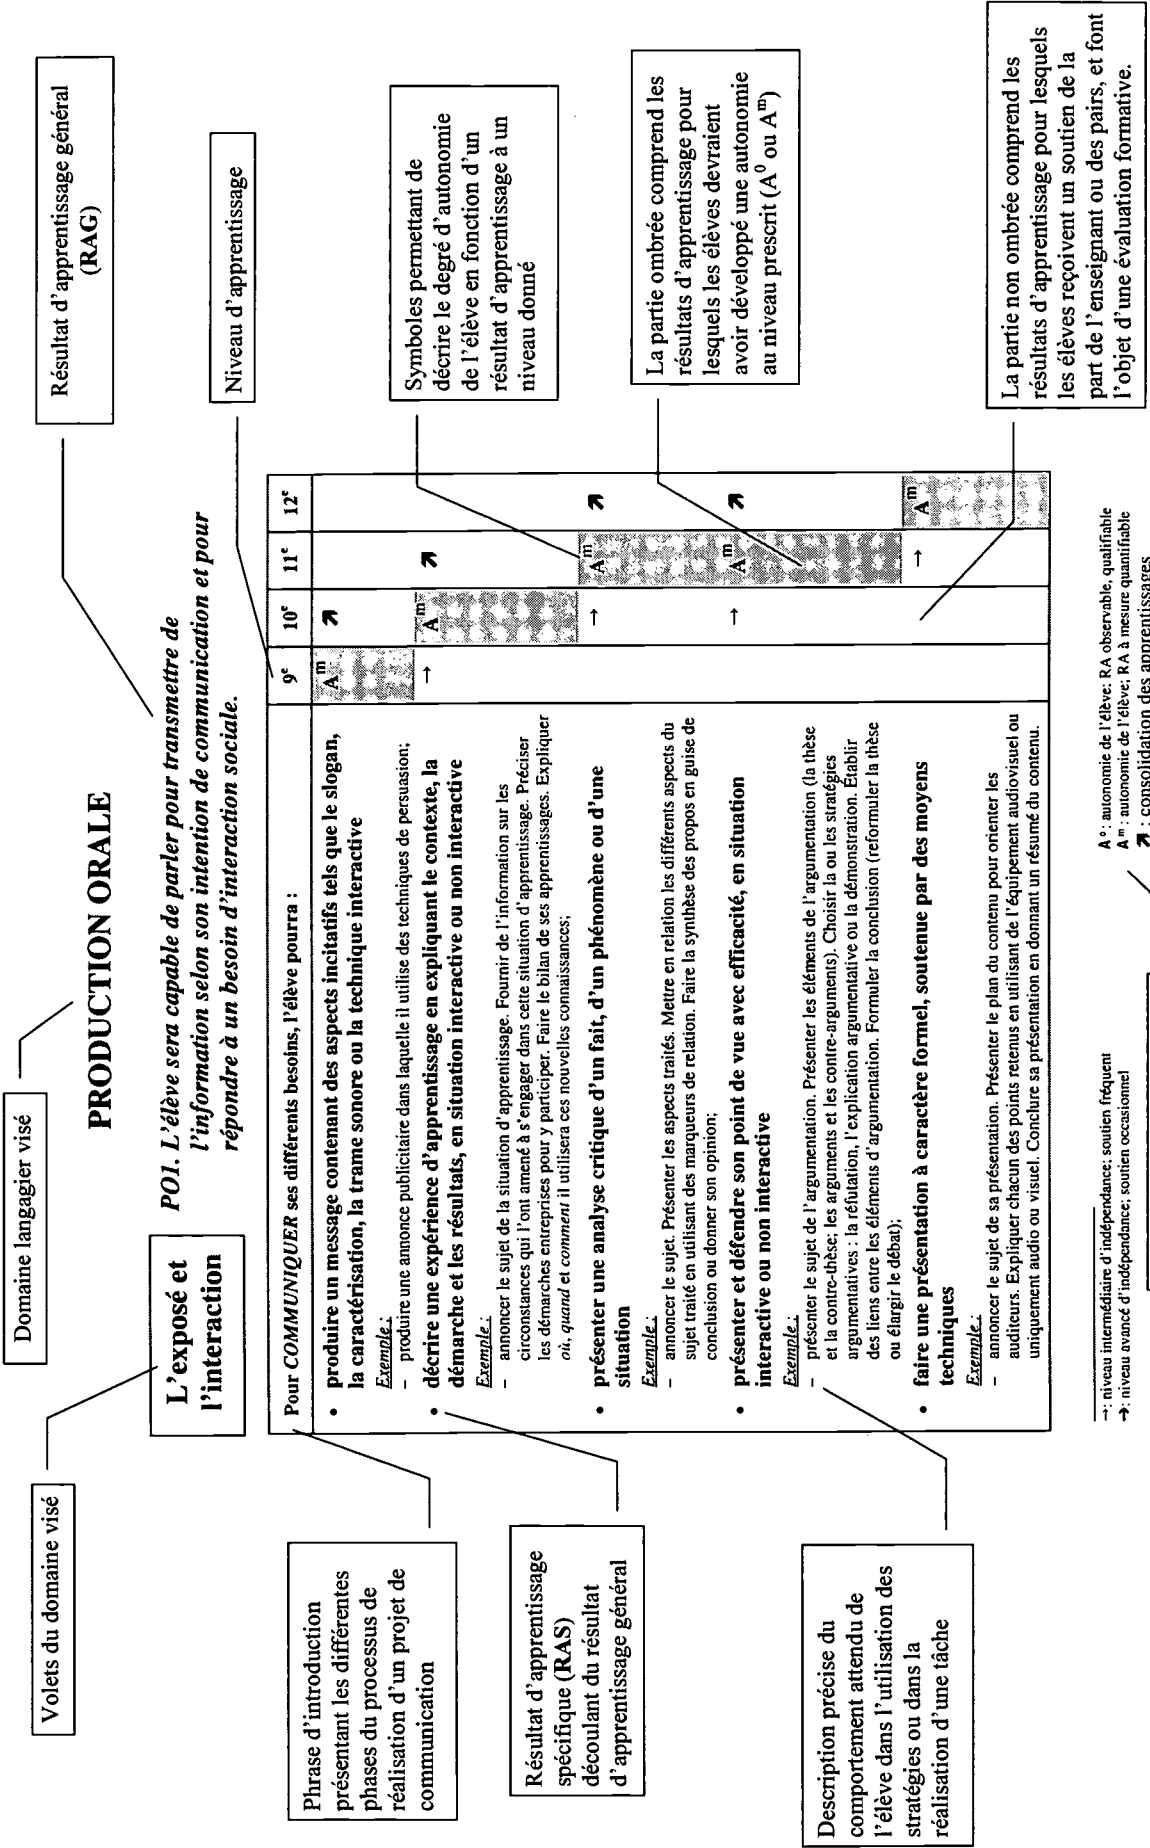 Domaine langagier visé
Volets du domaine visé
PRODUCTION ORALE
L'exposé et
l'interaction
PO1. L'élève sera capable de parler pour transmettre de
l'information selon son intention de communication et pour
répondre à un besoin d'interaction sociale.
Résultat d'apprentissage général
(RAG)
Niveau d'apprentissage
Pour COMMUNIQUER ses différents besoins, l'élève pourra :
9e 10e 11e 12e
• produire un message contenant des aspects incitatifs tels que le slogan,
la caractérisation, la trame sonore ou la technique interactive
Am ➚
Exemple :
– produire une annonce publicitaire dans laquelle il utilise des techniques de persuasion;
• décrire une expérience d'apprentissage en expliquant le contexte, la
démarche et les résultats, en situation interactive ou non interactive
→ Am ➚
Exemple :
– annoncer le sujet de la situation d'apprentissage. Fournir de l'information sur les
circonstances qui l'ont amené à s'engager dans cette situation d'apprentissage. Préciser
les démarches entreprises pour y participer. Faire le bilan de ses apprentissages. Expliquer
où, quand et comment il utilisera ces nouvelles connaissances;
• présenter une analyse critique d'un fait, d'un phénomène ou d'une
situation
→ Am ➚
Exemple :
– annoncer le sujet. Présenter les aspects traités. Mettre en relation les différents aspects du
sujet traité en utilisant des marqueurs de relation. Faire la synthèse des propos en guise de
conclusion ou donner son opinion;
• présenter et défendre son point de vue avec efficacité, en situation
interactive ou non interactive
→ Am ➚
Exemple :
– présenter le sujet de l'argumentation. Présenter les éléments de l'argumentation (la thèse
et la contre-thèse; les arguments et les contre-arguments). Choisir la ou les stratégies
argumentatives : la réfutation, l'explication argumentative ou la démonstration. Établir
des liens entre les éléments d'argumentation. Formuler la conclusion (reformuler la thèse
ou élargir le débat);
• faire une présentation à caractère formel, soutenue par des moyens
techniques
→ Am
Exemple :
– annoncer le sujet de sa présentation. Présenter le plan du contenu pour orienter les
auditeurs. Expliquer chacun des points retenus en utilisant de l'équipement audiovisuel ou
uniquement audio ou visuel. Conclure sa présentation en donnant un résumé du contenu.
Phrase d'introduction
présentant les différentes
phases du processus de
réalisation d'un projet de
communication
Résultat d'apprentissage
spécifique (RAS)
découlant du résultat
d'apprentissage général
Description précise du
comportement attendu de
l'élève dans l'utilisation des
stratégies ou dans la
réalisation d'une tâche
Symboles permettant de
décrire le degré d'autonomie
de l'élève en fonction d'un
résultat d'apprentissage à un
niveau donné
La partie ombrée comprend les
résultats d'apprentissage pour
lesquels les élèves devraient
avoir développé une autonomie
au niveau prescrit (A⁰ ou Aᵐ)
La partie non ombrée comprend les
résultats d'apprentissage pour lesquels
les élèves reçoivent un soutien de la
part de l'enseignant ou des pairs, et font
l'objet d'une évaluation formative.
→: niveau intermédiaire d'indépendance; soutien fréquent
➔: niveau avancé d'indépendance; soutien occasionnel
A o : autonomie de l'élève; RA observable, qualifiable
A m : autonomie de l'élève; RA à mesure quantifiable
➚ : consolidation des apprentissages